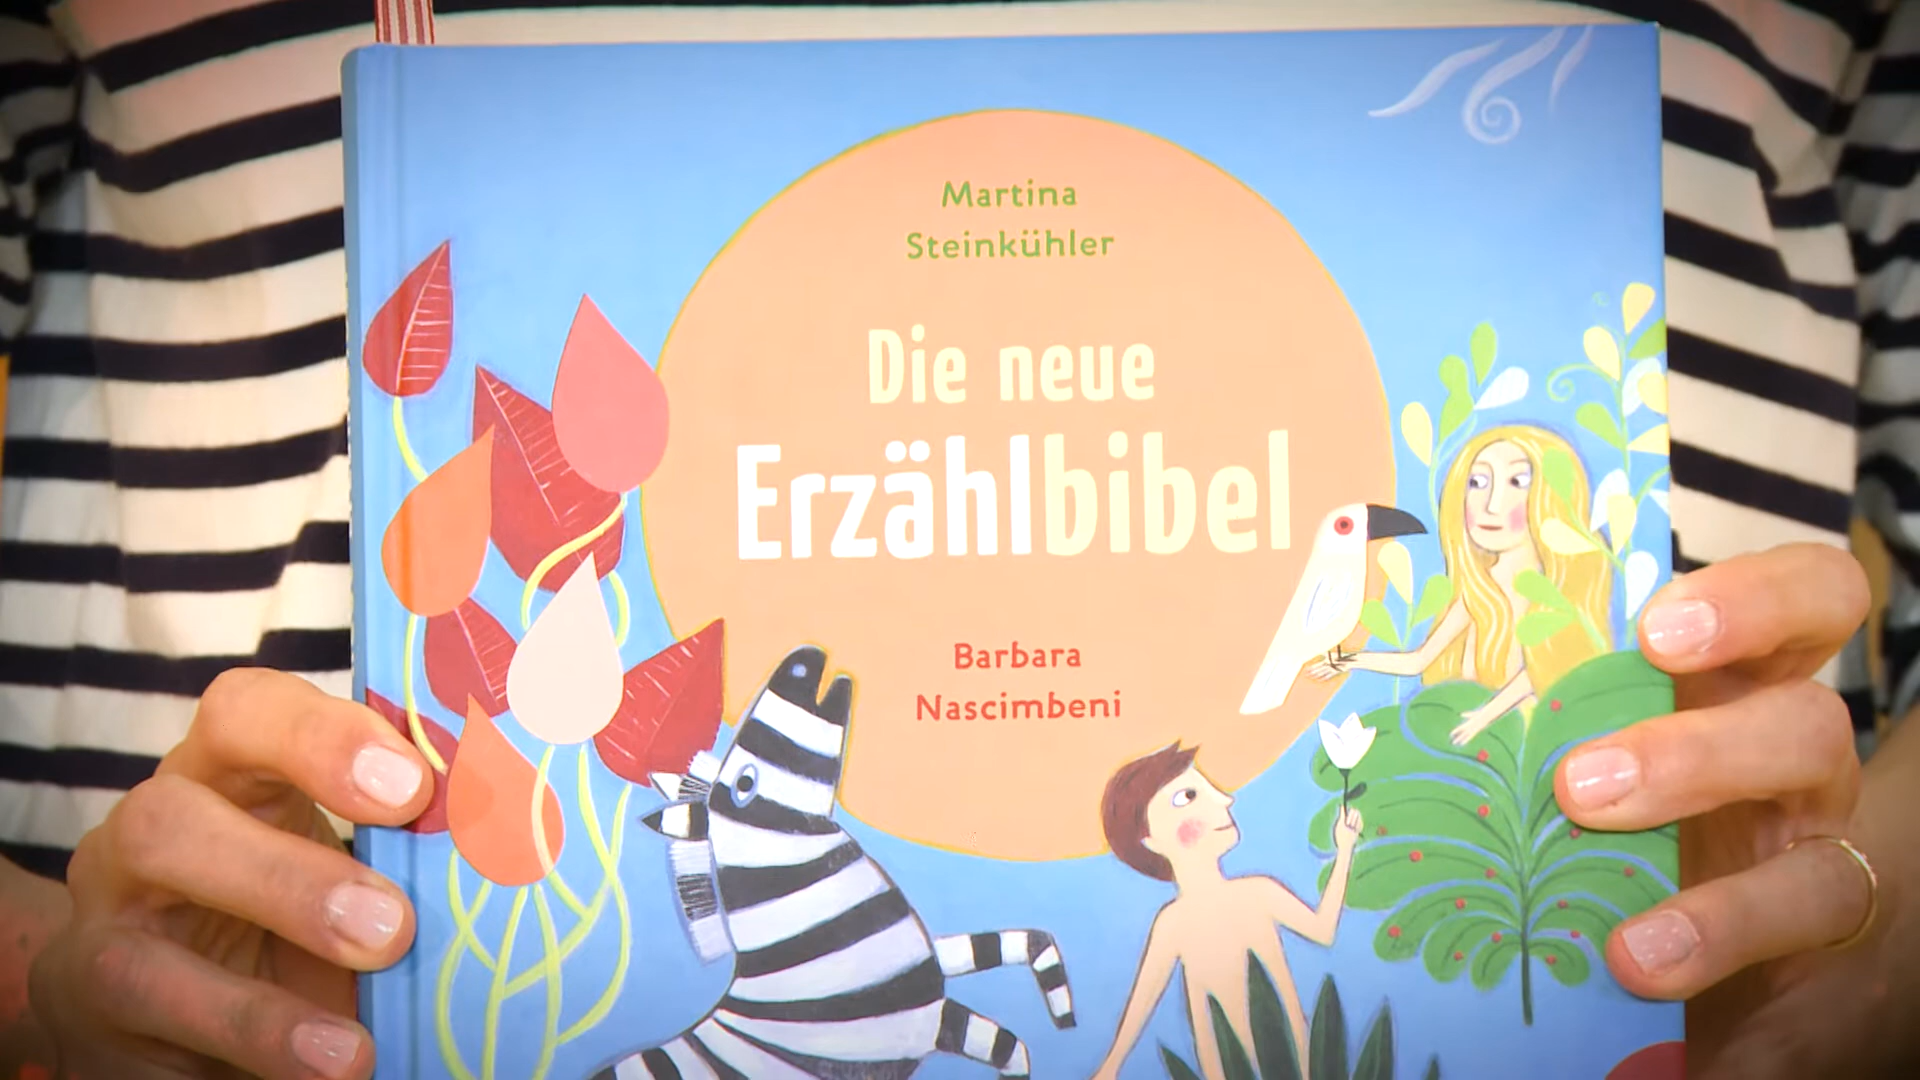 Martina
Steinkühler
Die neue
Erzählbibel
Barbara
Nascimbeni